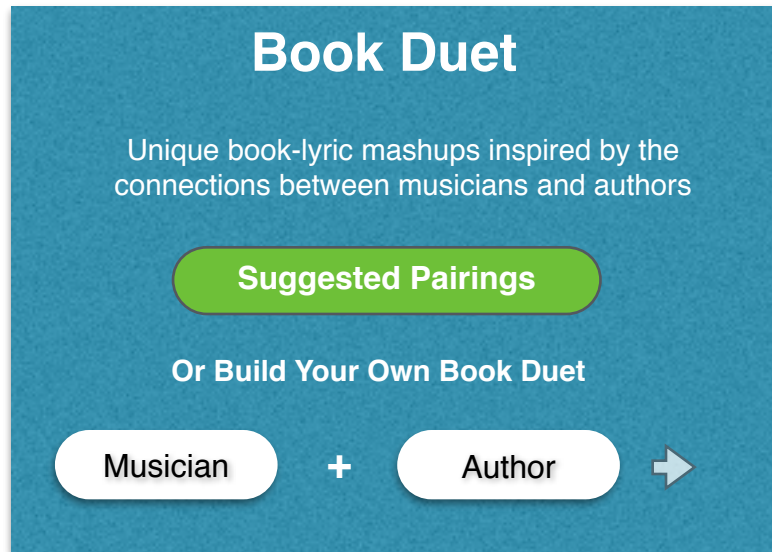 Book Duet
Unique book-lyric mashups inspired by the
connections between musicians and authors
Suggested Pairings
Or Build Your Own Book Duet
Musician + Author